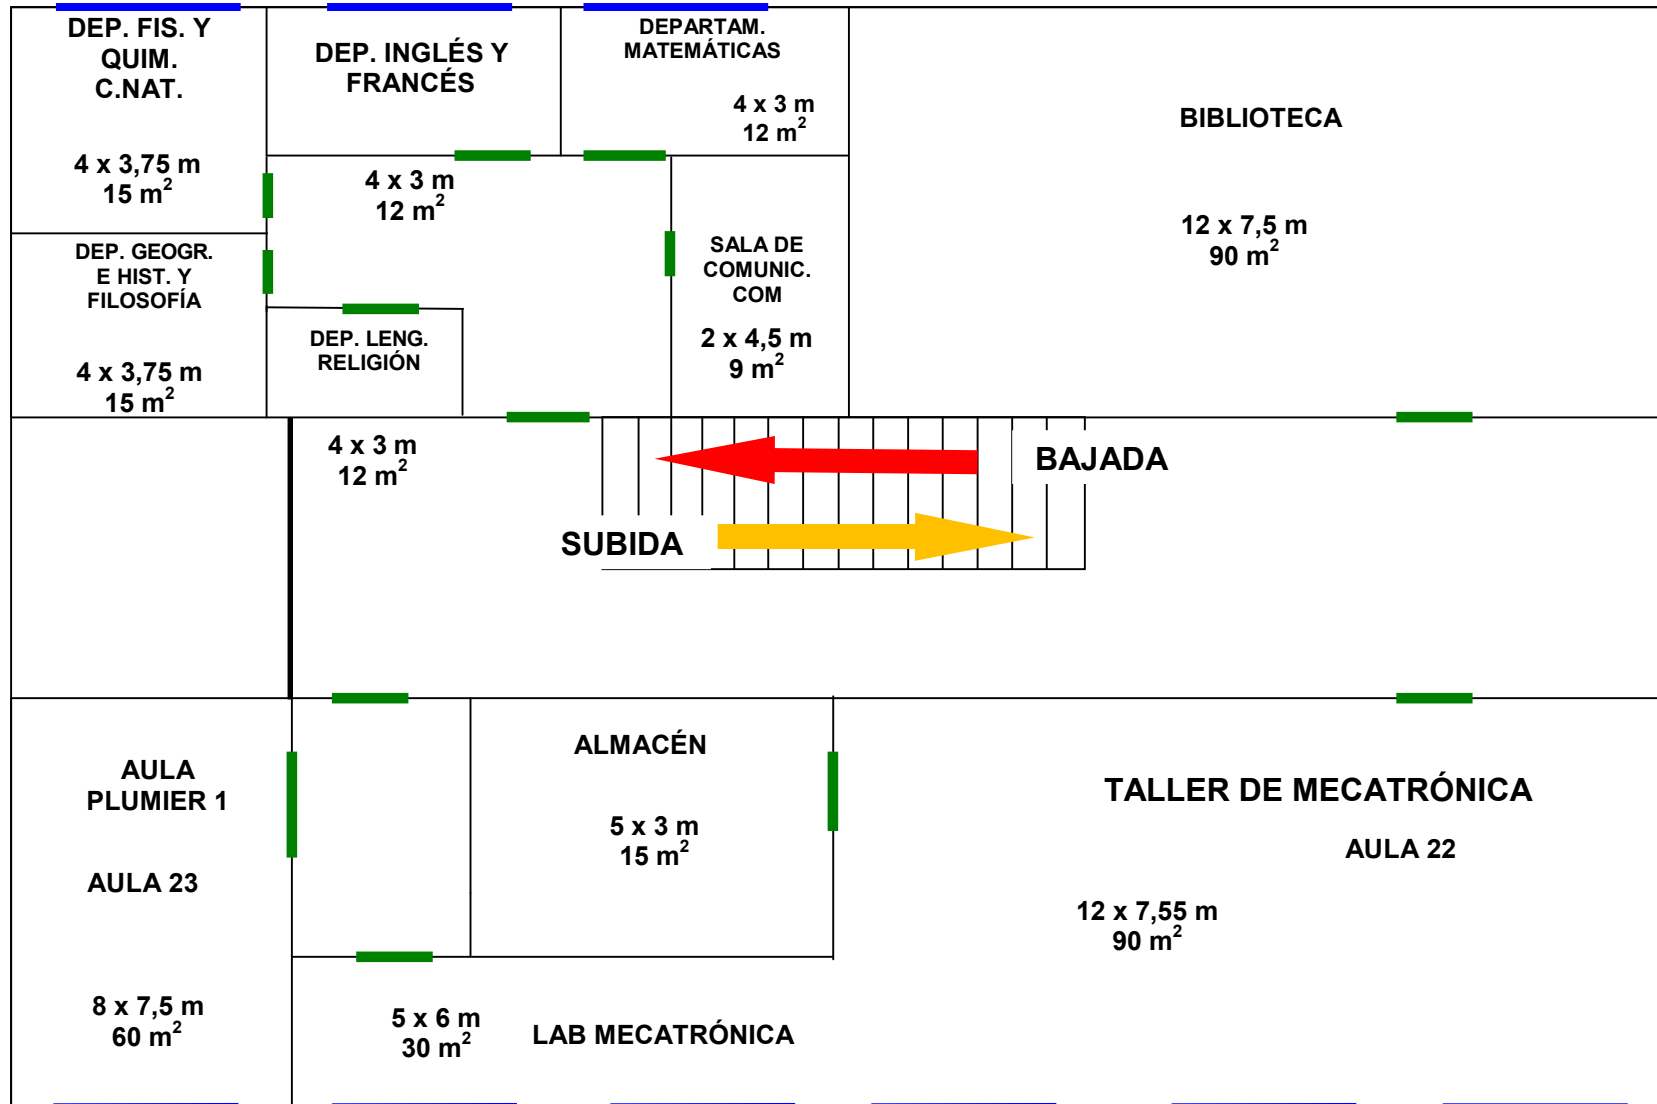 DEP. FIS. Y
QUIM.
C.NAT.
4 x 3,75 m
15 m²
DEP. INGLÉS Y
FRANCÉS
4 x 3 m
12 m²
DEPARTAM.
MATEMÁTICAS
4 x 3 m
12 m²
BIBLIOTECA
12 x 7,5 m
90 m²
DEP. GEOGR.
E HIST. Y
FILOSOFÍA
4 x 3,75 m
15 m²
DEP. LENG.
RELIGIÓN
4 x 3 m
12 m²
SALA DE
COMUNIC.
COM
2 x 4,5 m
9 m²
BAJADA
SUBIDA
AULA
PLUMIER 1
AULA 23
8 x 7,5 m
60 m²
ALMACÉN
5 x 3 m
15 m²
TALLER DE MECATRÓNICA
AULA 22
12 x 7,55 m
90 m²
5 x 6 m
30 m²
LAB MECATRÓNICA